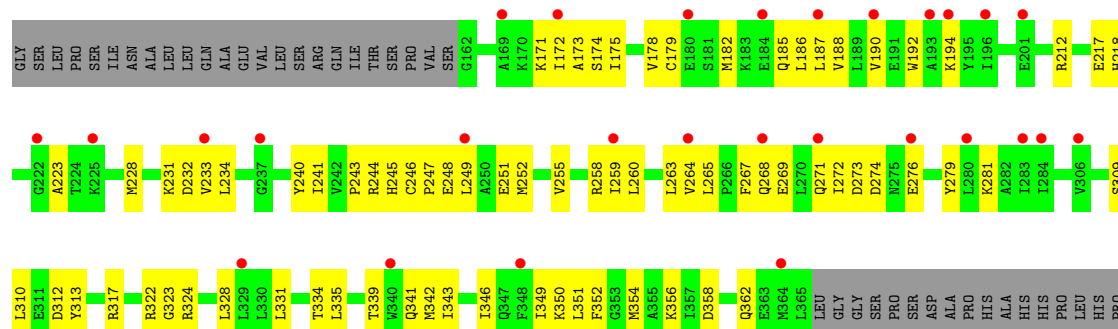 GLY SER LEU PRO SER ILE ASN ALA LEU LEU GLN ALA GLU VAL LEU SER ARG GLN ILE THR SER PRO VAL SER G162 A169 K170 K171 I172 A173 S174 I175 V178 C179 E180 S181 M182 K183 E184 Q185 L186 L187 V188 L189 V190 E191 W192 A193 K194 Y195 I196 E201 R212 E217 H218
G222 A223 T224 K225 M228 K231 D232 V233 L234 G237 Y240 I241 V242 P243 R244 H245 C246 P247 E248 L249 A250 E251 M252 V255 R258 I259 L260 L263 V264 L265 P266 F267 Q268 E269 L270 Q271 I272 D273 D274 N275 E276 Y279 L280 K281 A282 I283 I284 V306 S309
L310 E311 D312 Y313 R317 R322 G323 R324 L328 L329 L330 L331 T334 L335 T339 W340 Q341 M342 I343 I346 Q347 F348 I349 K350 L351 F352 G353 M354 A355 K356 I357 D358 Q362 E363 M364 L365 LEU GLY GLY SER PRO SER ASP ALA PRO HIS ALA HIS HIS PRO LEU HIS PRO